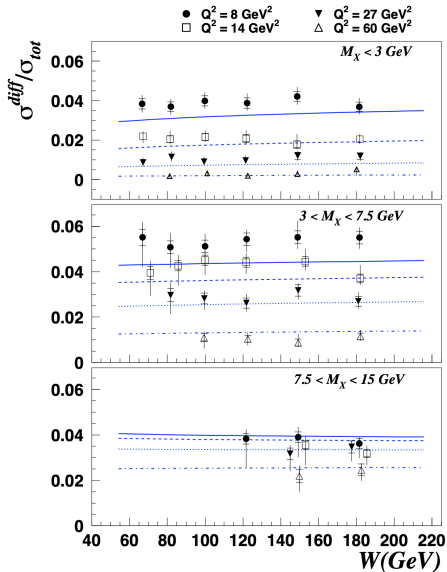 Q² = 8 GeV² Q² = 27 GeV²
Q² = 14 GeV² Q² = 60 GeV²
σ^diff/σ_tot
M_X < 3 GeV
0.06
0.04
0.02
0
3 < M_X < 7.5 GeV
0.06
0.04
0.02
0
7.5 < M_X < 15 GeV
0.06
0.04
0.02
0
40 60 80 100 120 140 160 180 200 220
W(GeV)